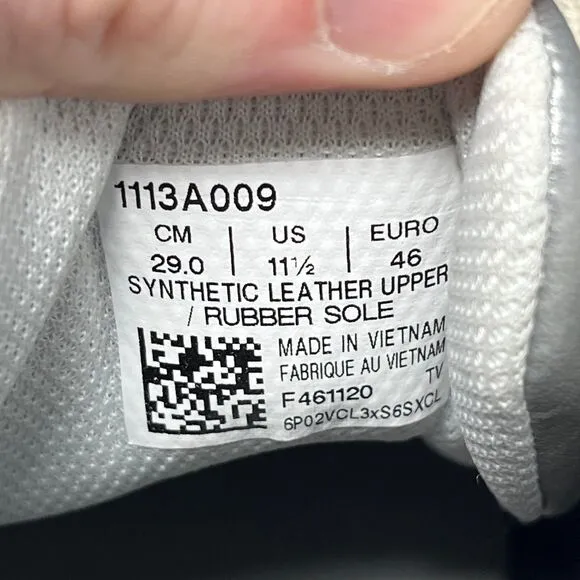 1113A009
CM | US | EURO
29.0 | 11½ | 46
SYNTHETIC LEATHER UPPER
/ RUBBER SOLE
MADE IN VIETNAM
FABRIQUE AU VIETNAM
TV
F461120
6P02VCL3xS6SXCL